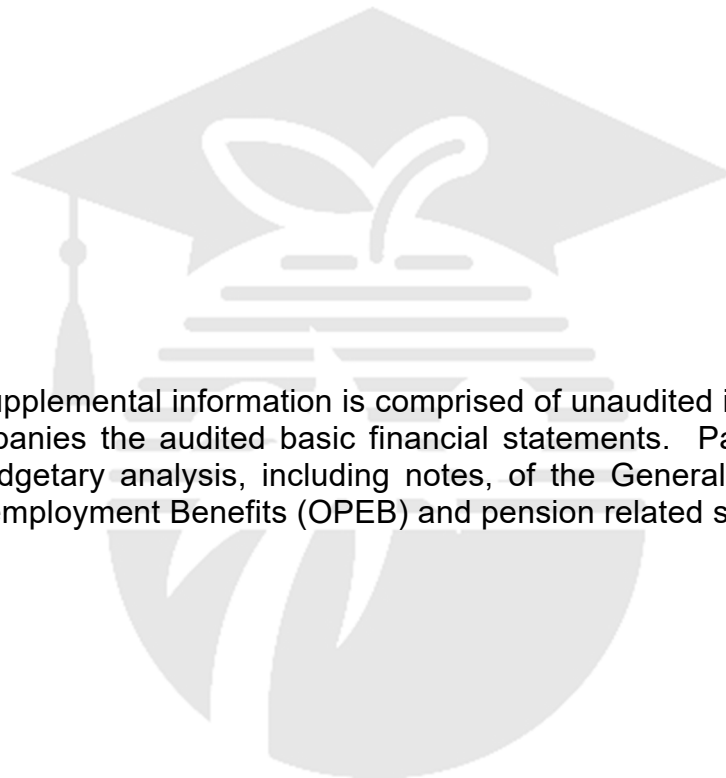 upplemental information is comprised of unaudited i
panies the audited basic financial statements. Pa
dgetary analysis, including notes, of the General
employment Benefits (OPEB) and pension related s